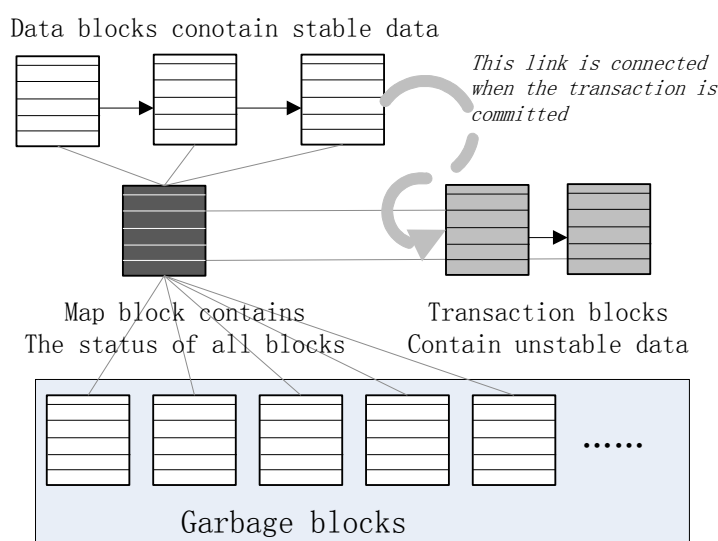 Data blocks conotain stable data
This link is connected
when the transaction is
committed
Map block contains
The status of all blocks
Transaction blocks
Contain unstable data
……
Garbage blocks